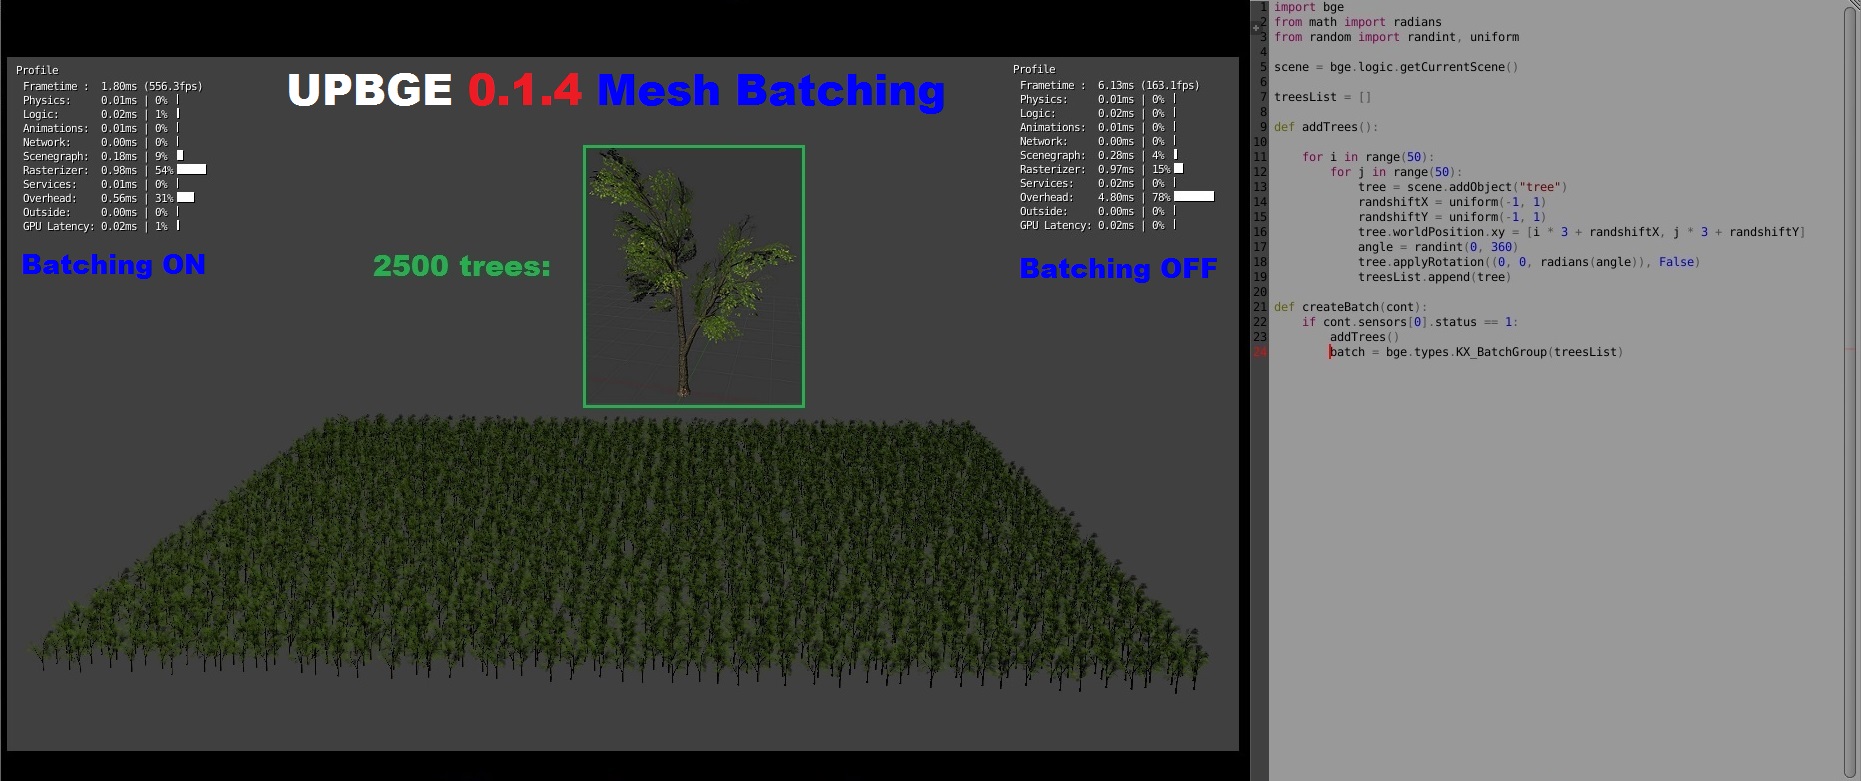 Profile
Frametime : 1.80ms (556.3fps)
Physics: 0.01ms | 0%
Logic: 0.02ms | 1%
Animations: 0.01ms | 0%
Network: 0.00ms | 0%
Scenegraph: 0.18ms | 9%
Rasterizer: 0.98ms | 54%
Services: 0.01ms | 0%
Overhead: 0.56ms | 31%
Outside: 0.00ms | 0%
GPU Latency: 0.02ms | 1%
Batching ON
UPBGE 0.1.4 Mesh Batching
2500 trees:
Profile
Frametime : 6.13ms (163.1fps)
Physics: 0.01ms | 0%
Logic: 0.02ms | 0%
Animations: 0.01ms | 0%
Network: 0.00ms | 0%
Scenegraph: 0.28ms | 4%
Rasterizer: 0.97ms | 15%
Services: 0.02ms | 0%
Overhead: 4.80ms | 78%
Outside: 0.00ms | 0%
GPU Latency: 0.02ms | 0%
Batching OFF
1 import bge
2 from math import radians
3 from random import randint, uniform
4
5 scene = bge.logic.getCurrentScene()
6
7 treesList = []
8
9 def addTrees():
10
11     for i in range(50):
12         for j in range(50):
13             tree = scene.addObject("tree")
14             randshiftX = uniform(-1, 1)
15             randshiftY = uniform(-1, 1)
16             tree.worldPosition.xy = [i * 3 + randshiftX, j * 3 + randshiftY]
17             angle = randint(0, 360)
18             tree.applyRotation((0, 0, radians(angle)), False)
19             treesList.append(tree)
20
21 def createBatch(cont):
22     if cont.sensors[0].status == 1:
23         addTrees()
24         batch = bge.types.KX_BatchGroup(treesList)